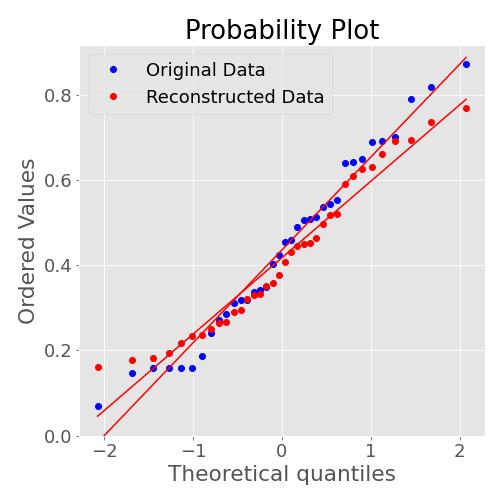 Probability Plot
Original Data
Reconstructed Data
Ordered Values
0.8
0.6
0.4
0.2
0.0
−2
−1
0
1
2
Theoretical quantiles